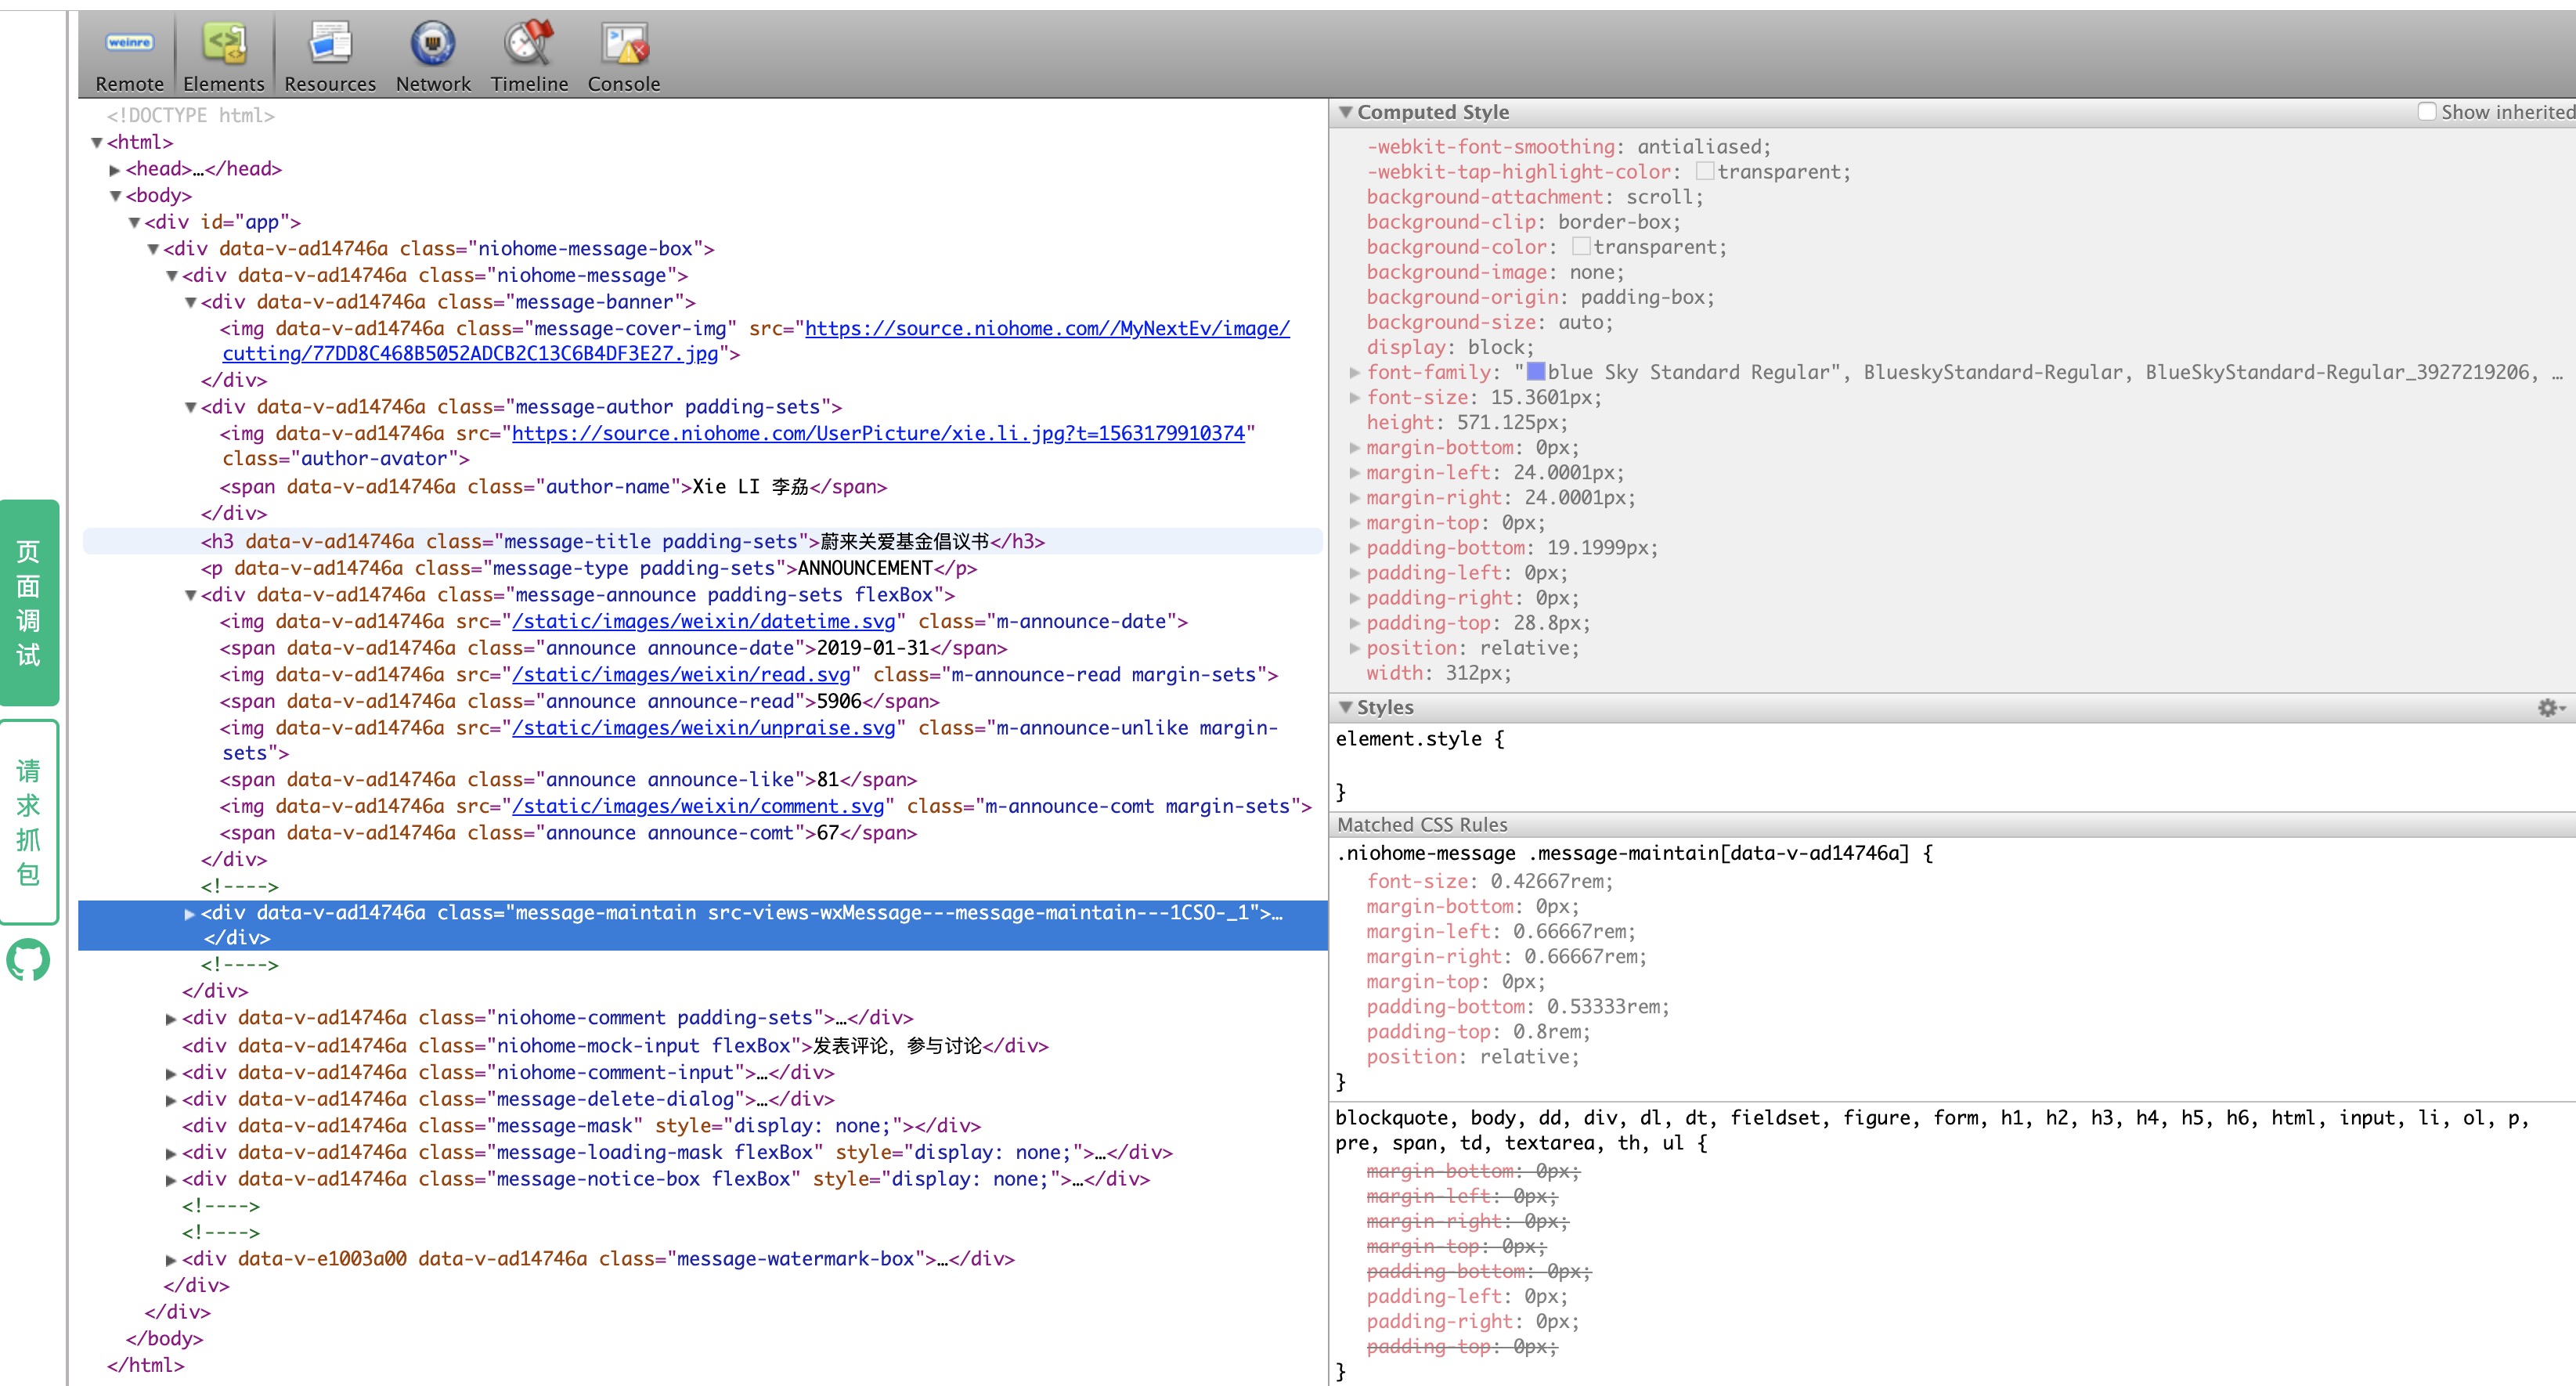 weinre
Remote Elements Resources Network Timeline Console
页面调试
请求抓包
<!DOCTYPE html>
<html>
<head>…</head>
<body>
<div id="app">
<div data-v-ad14746a class="niohome-message-box">
<div data-v-ad14746a class="niohome-message">
<div data-v-ad14746a class="message-banner">
<img data-v-ad14746a class="message-cover-img" src="https://source.niohome.com//MyNextEv/image/
cutting/77DD8C468B5052ADCB2C13C6B4DF3E27.jpg">
</div>
<div data-v-ad14746a class="message-author padding-sets">
<img data-v-ad14746a src="https://source.niohome.com/UserPicture/xie.li.jpg?t=1563179910374"
class="author-avator">
<span data-v-ad14746a class="author-name">Xie LI 李劦</span>
</div>
<h3 data-v-ad14746a class="message-title padding-sets">蔚来关爱基金倡议书</h3>
<p data-v-ad14746a class="message-type padding-sets">ANNOUNCEMENT</p>
<div data-v-ad14746a class="message-announce padding-sets flexBox">
<img data-v-ad14746a src="/static/images/weixin/datetime.svg" class="m-announce-date">
<span data-v-ad14746a class="announce announce-date">2019-01-31</span>
<img data-v-ad14746a src="/static/images/weixin/read.svg" class="m-announce-read margin-sets">
<span data-v-ad14746a class="announce announce-read">5906</span>
<img data-v-ad14746a src="/static/images/weixin/unpraise.svg" class="m-announce-unlike margin-
sets">
<span data-v-ad14746a class="announce announce-like">81</span>
<img data-v-ad14746a src="/static/images/weixin/comment.svg" class="m-announce-comt margin-sets">
<span data-v-ad14746a class="announce announce-comt">67</span>
</div>
<!---->
<div data-v-ad14746a class="message-maintain src-views-wxMessage---message-maintain---1CSO-_1">…
</div>
<!---->
</div>
<div data-v-ad14746a class="niohome-comment padding-sets">…</div>
<div data-v-ad14746a class="niohome-mock-input flexBox">发表评论，参与讨论</div>
<div data-v-ad14746a class="niohome-comment-input">…</div>
<div data-v-ad14746a class="message-delete-dialog">…</div>
<div data-v-ad14746a class="message-mask" style="display: none;"></div>
<div data-v-ad14746a class="message-loading-mask flexBox" style="display: none;">…</div>
<div data-v-ad14746a class="message-notice-box flexBox" style="display: none;">…</div>
<!---->
<!---->
<div data-v-e1003a00 data-v-ad14746a class="message-watermark-box">…</div>
</div>
</div>
</body>
</html>
Computed Style Show inherited
-webkit-font-smoothing: antialiased;
-webkit-tap-highlight-color: transparent;
background-attachment: scroll;
background-clip: border-box;
background-color: transparent;
background-image: none;
background-origin: padding-box;
background-size: auto;
display: block;
font-family: "blue Sky Standard Regular", BlueskyStandard-Regular, BlueSkyStandard-Regular_3927219206, …
font-size: 15.3601px;
height: 571.125px;
margin-bottom: 0px;
margin-left: 24.0001px;
margin-right: 24.0001px;
margin-top: 0px;
padding-bottom: 19.1999px;
padding-left: 0px;
padding-right: 0px;
padding-top: 28.8px;
position: relative;
width: 312px;
Styles
element.style {
}
Matched CSS Rules
.niohome-message .message-maintain[data-v-ad14746a] {
font-size: 0.42667rem;
margin-bottom: 0px;
margin-left: 0.66667rem;
margin-right: 0.66667rem;
margin-top: 0px;
padding-bottom: 0.53333rem;
padding-top: 0.8rem;
position: relative;
}
blockquote, body, dd, div, dl, dt, fieldset, figure, form, h1, h2, h3, h4, h5, h6, html, input, li, ol, p,
pre, span, td, textarea, th, ul {
margin-bottom: 0px;
margin-left: 0px;
margin-right: 0px;
margin-top: 0px;
padding-bottom: 0px;
padding-left: 0px;
padding-right: 0px;
padding-top: 0px;
}